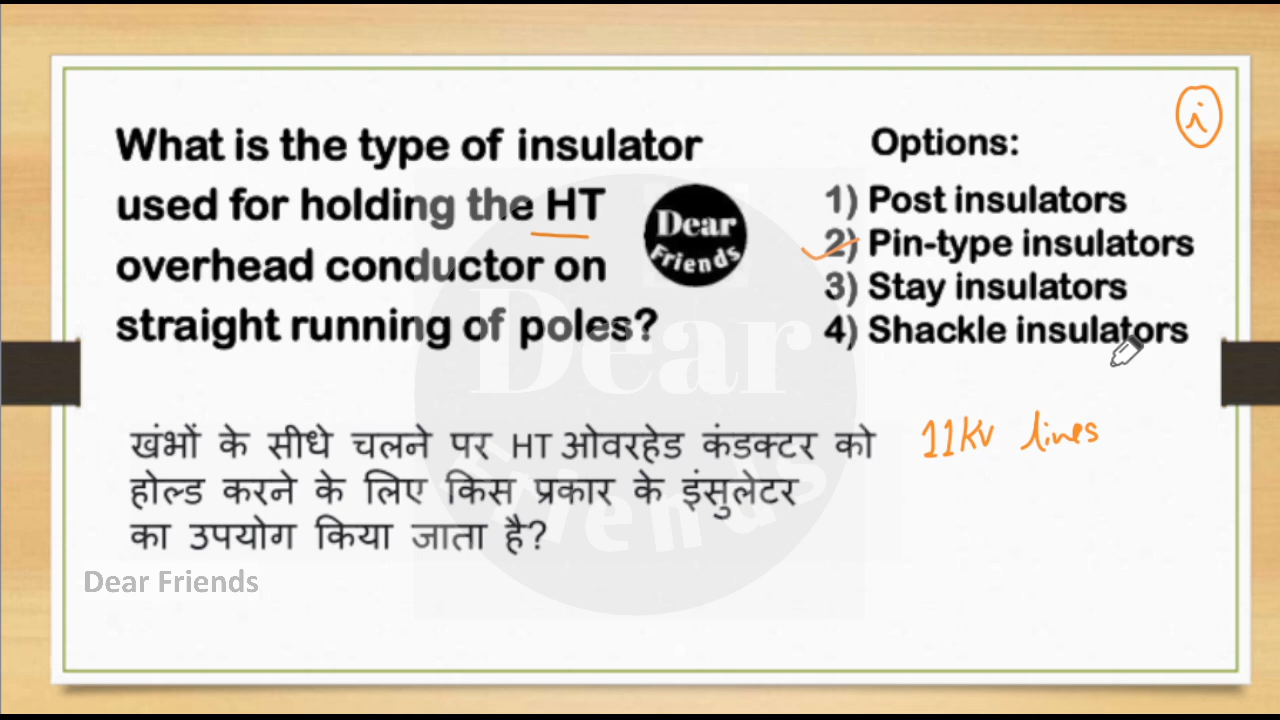 What is the type of insulator
used for holding the HT
overhead conductor on
straight running of poles?
Dear
Friends
Options:
1) Post insulators
2) Pin-type insulators
3) Stay insulators
4) Shackle insulators
i
खंभों के सीधे चलने पर HT ओवरहेड कंडक्टर को
होल्ड करने के लिए किस प्रकार के इंसुलेटर
का उपयोग किया जाता है?
11kv lines
Dear Friends
Dear
Friends